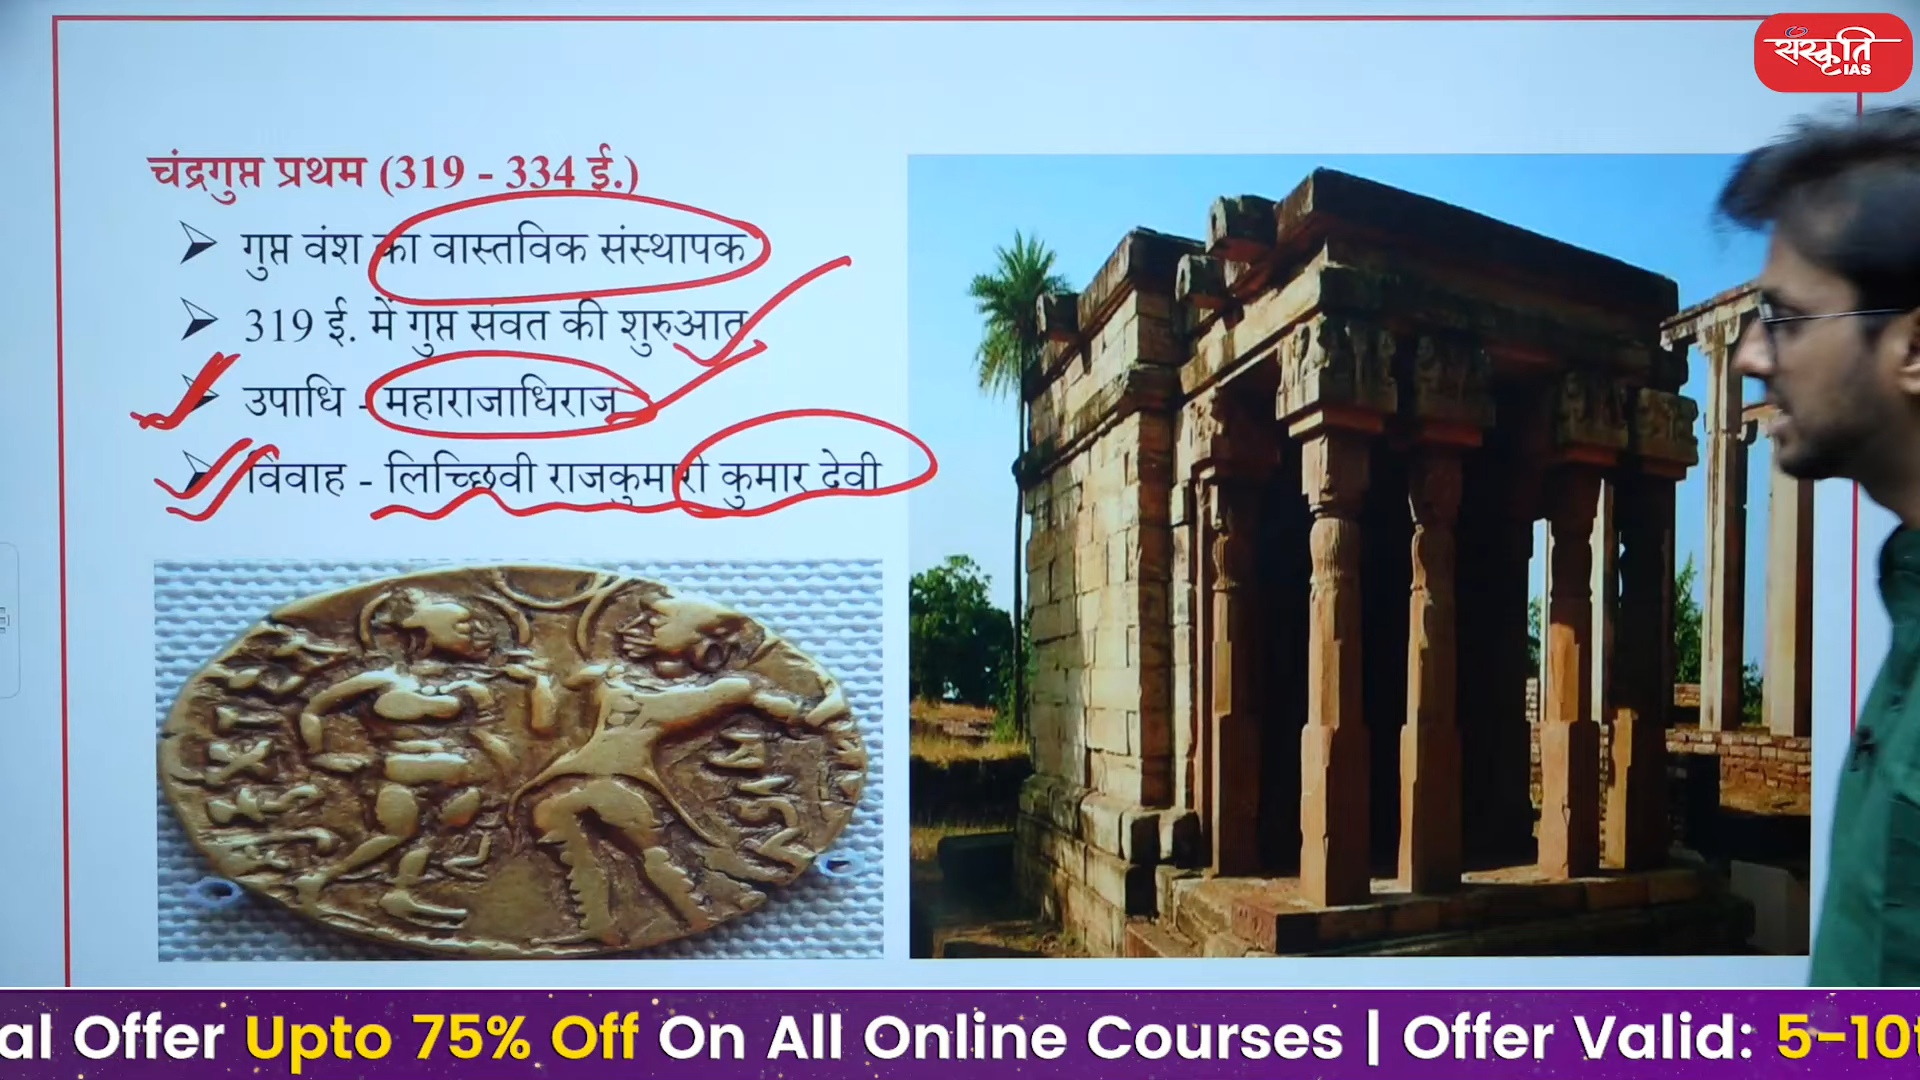 संस्कृति
IAS
चंद्रगुप्त प्रथम (319 - 334 ई.)
गुप्त वंश का वास्तविक संस्थापक
319 ई. में गुप्त संवत की शुरुआत
उपाधि - महाराजाधिराज
विवाह - लिच्छिवी राजकुमारी कुमार देवी
al Offer Upto 75% Off On All Online Courses | Offer Valid: 5-10t